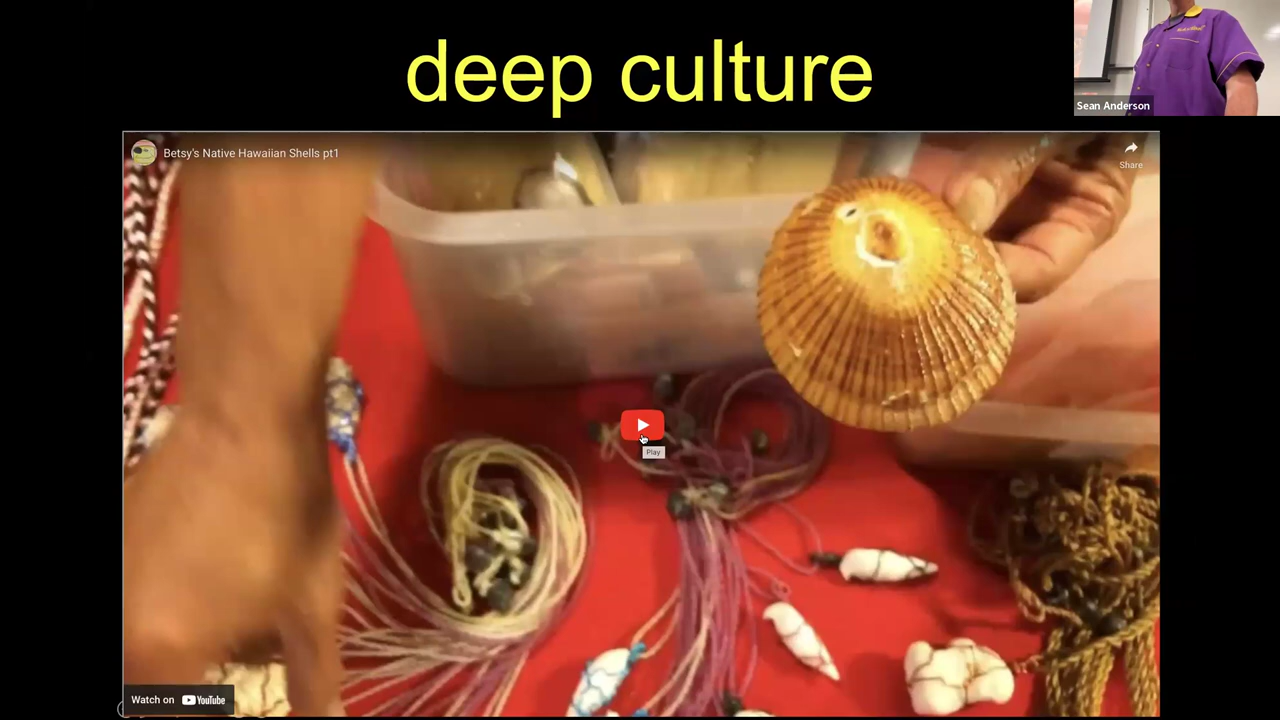 deep culture
Sean Anderson
Betsy's Native Hawaiian Shells pt1
Share
Play
Watch on YouTube